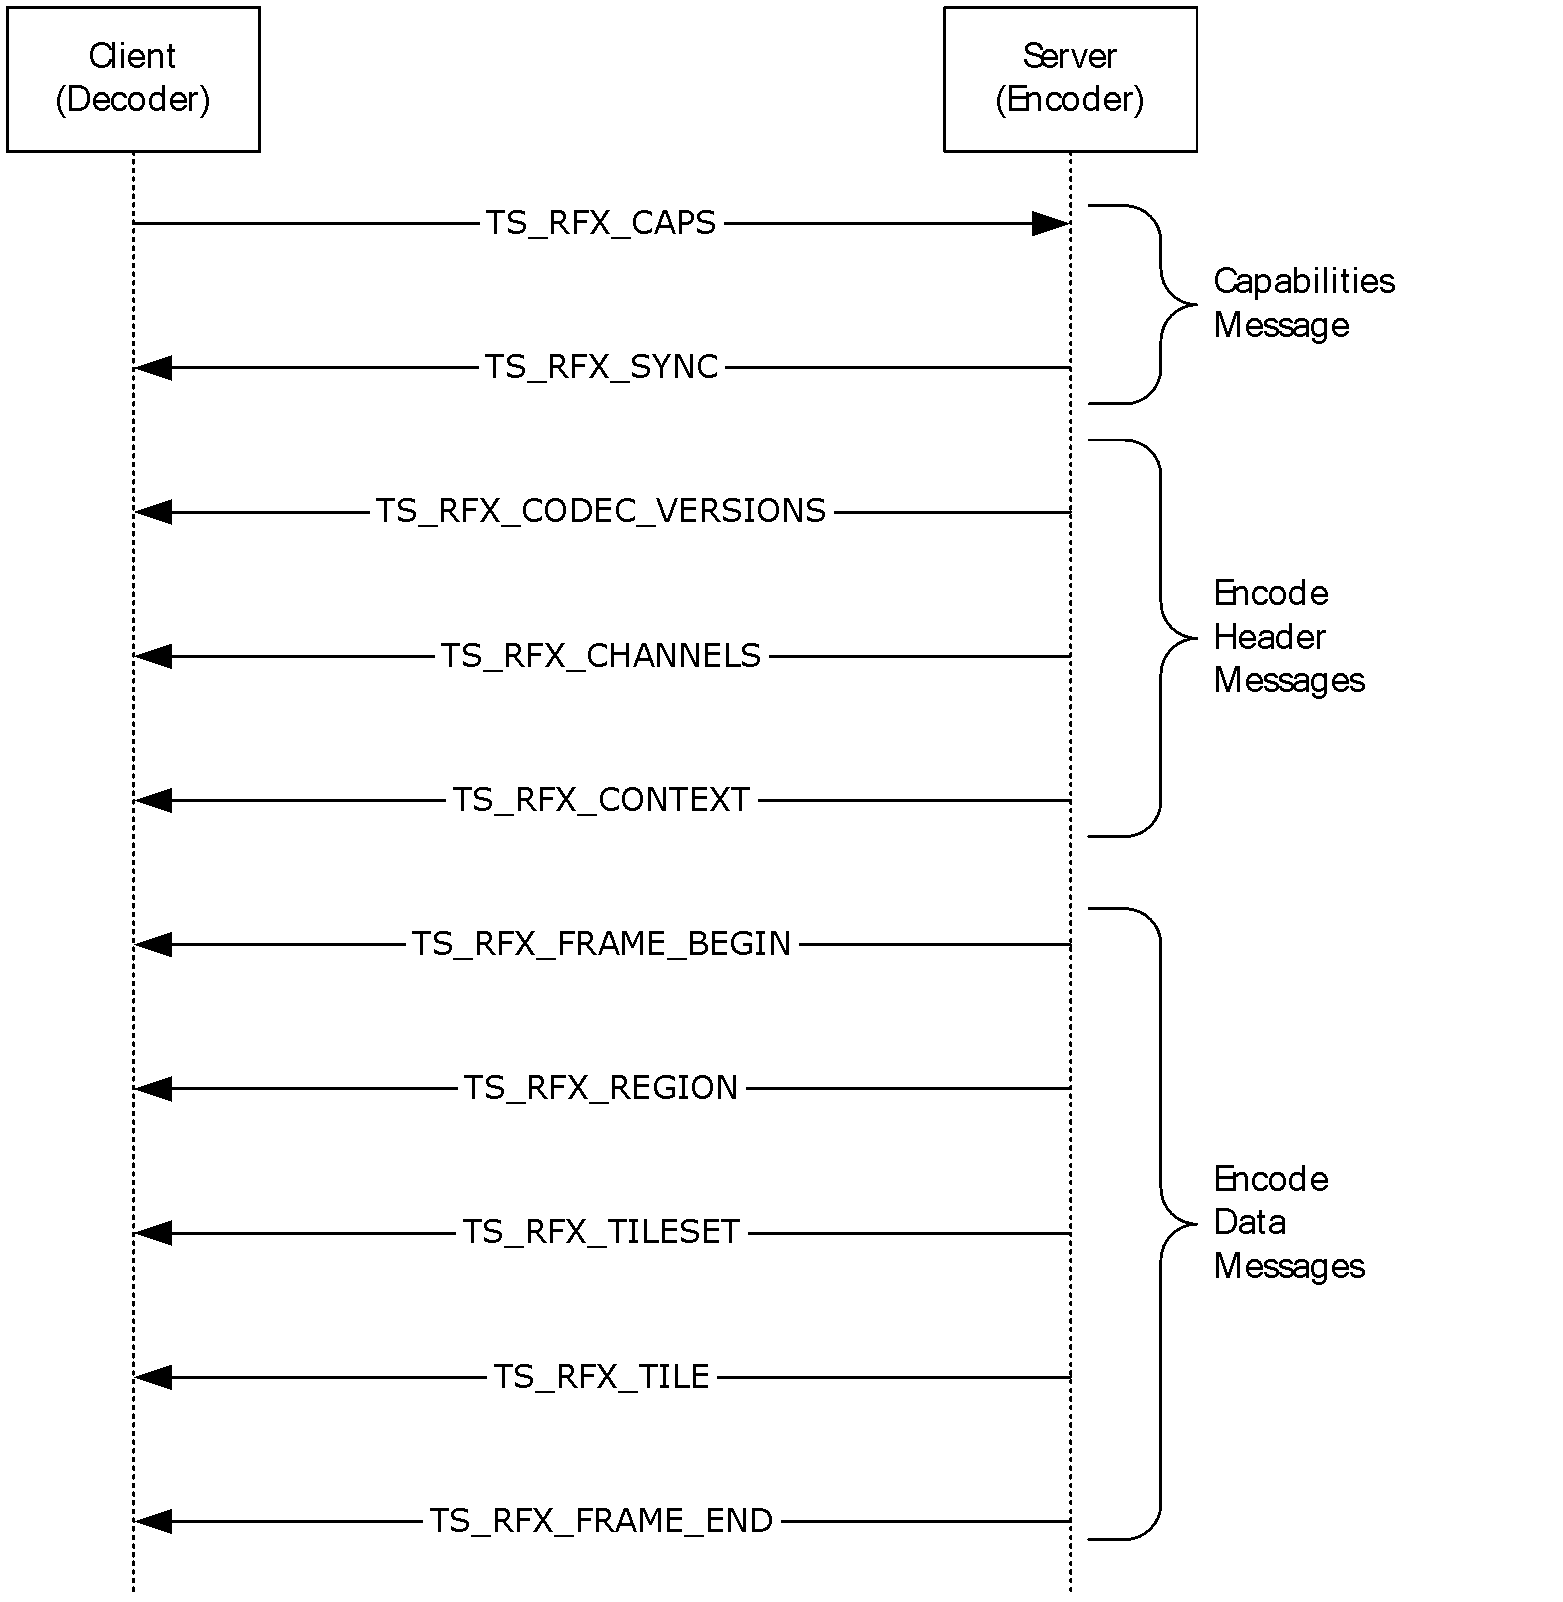 Client
(Decoder)
Server
(Encoder)
TS_RFX_CAPS
Capabilities
Message
TS_RFX_SYNC
TS_RFX_CODEC_VERSIONS
Encode
Header
Messages
TS_RFX_CHANNELS
TS_RFX_CONTEXT
TS_RFX_FRAME_BEGIN
TS_RFX_REGION
Encode
Data
Messages
TS_RFX_TILESET
TS_RFX_TILE
TS_RFX_FRAME_END